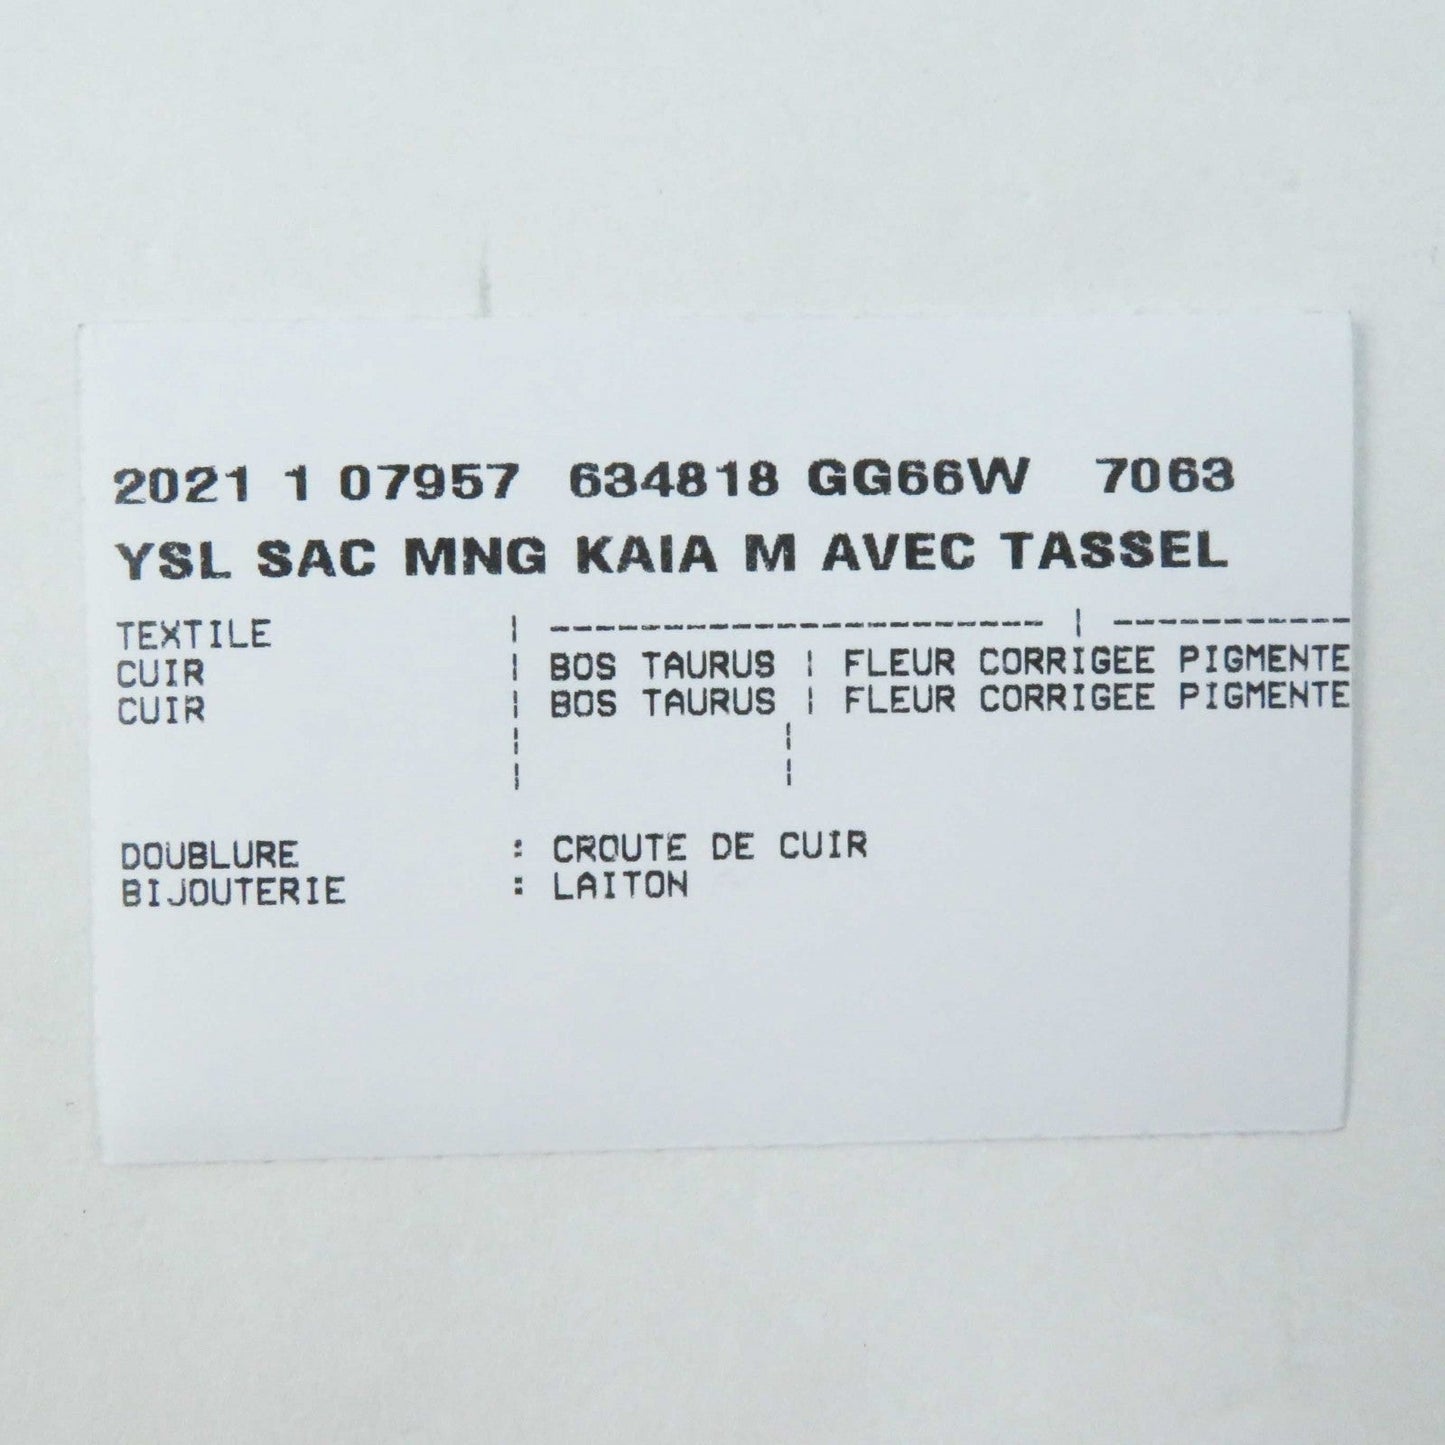 2021 1 07957 634818 GG66W 7063
YSL SAC MNG KAIA M AVEC TASSEL
TEXTILE | ---------------------- | -----------
CUIR | BOS TAURUS | FLEUR CORRIGEE PIGMENTE
CUIR | BOS TAURUS | FLEUR CORRIGEE PIGMENTE
| |
| |
DOUBLURE : CROUTE DE CUIR
BIJOUTERIE : LAITON